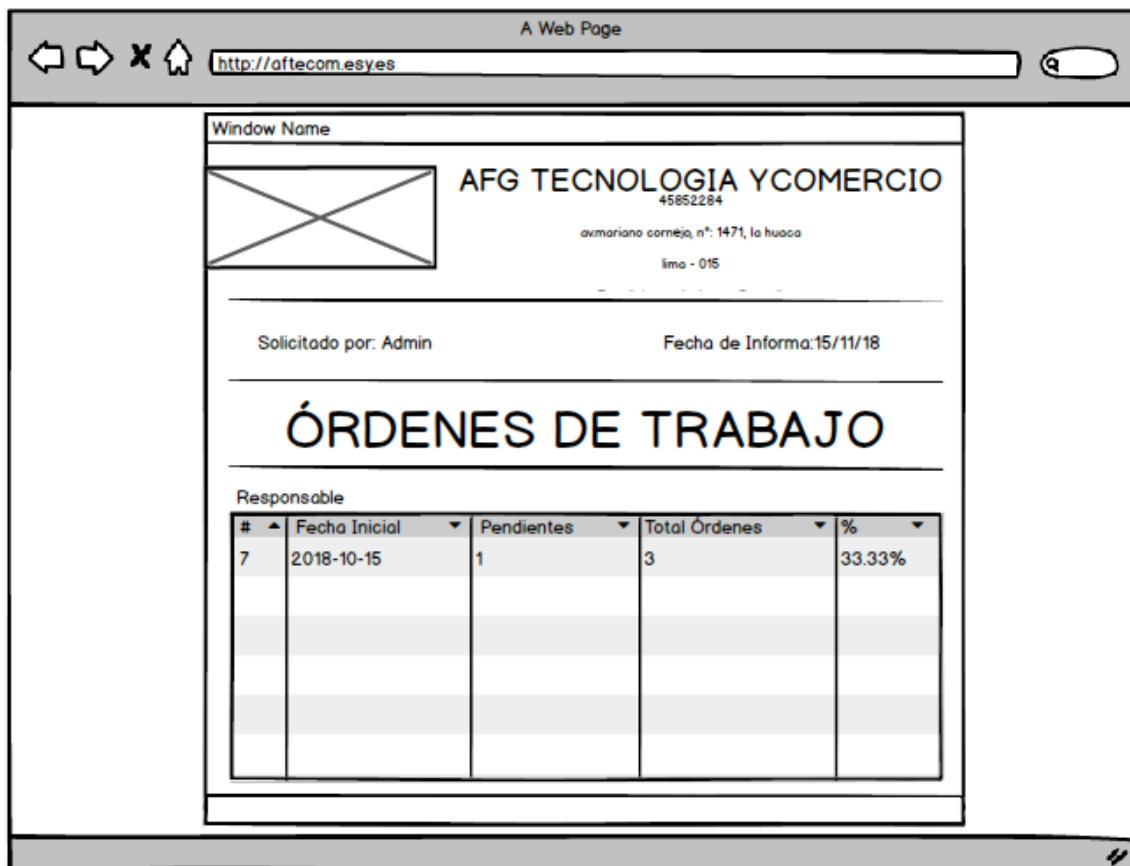 A Web Page
http://aftecom.esy.es
Window Name
AFG TECNOLOGIA YCOMERCIO
45852284
av.mariano cornejo, n°: 1471, la huaca
lima - 015
Solicitado por: Admin
Fecha de Informa:15/11/18
ÓRDENES DE TRABAJO
Responsable
# Fecha Inicial Pendientes Total Órdenes %
7 2018-10-15 1 3 33.33%